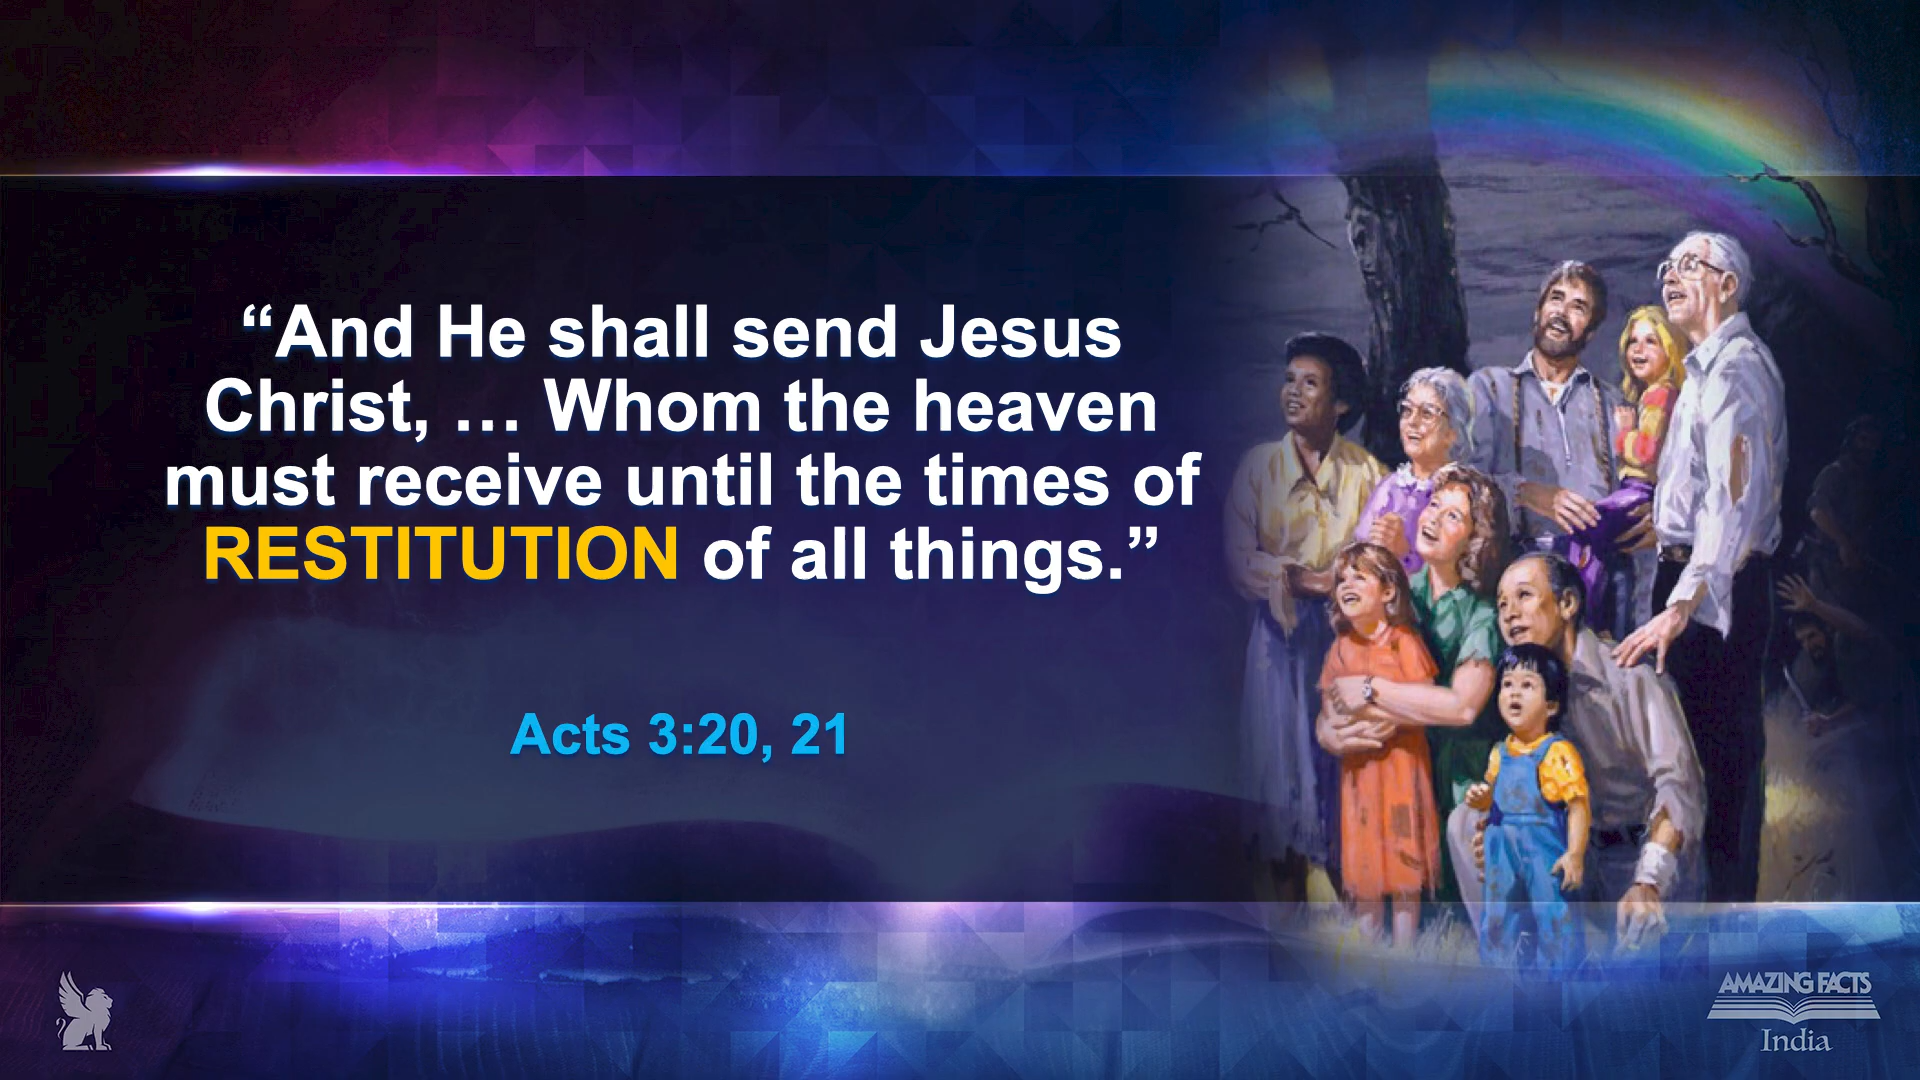 “And He shall send Jesus
Christ, … Whom the heaven
must receive until the times of
RESTITUTION of all things.”
Acts 3:20, 21
AMAZING FACTS
India